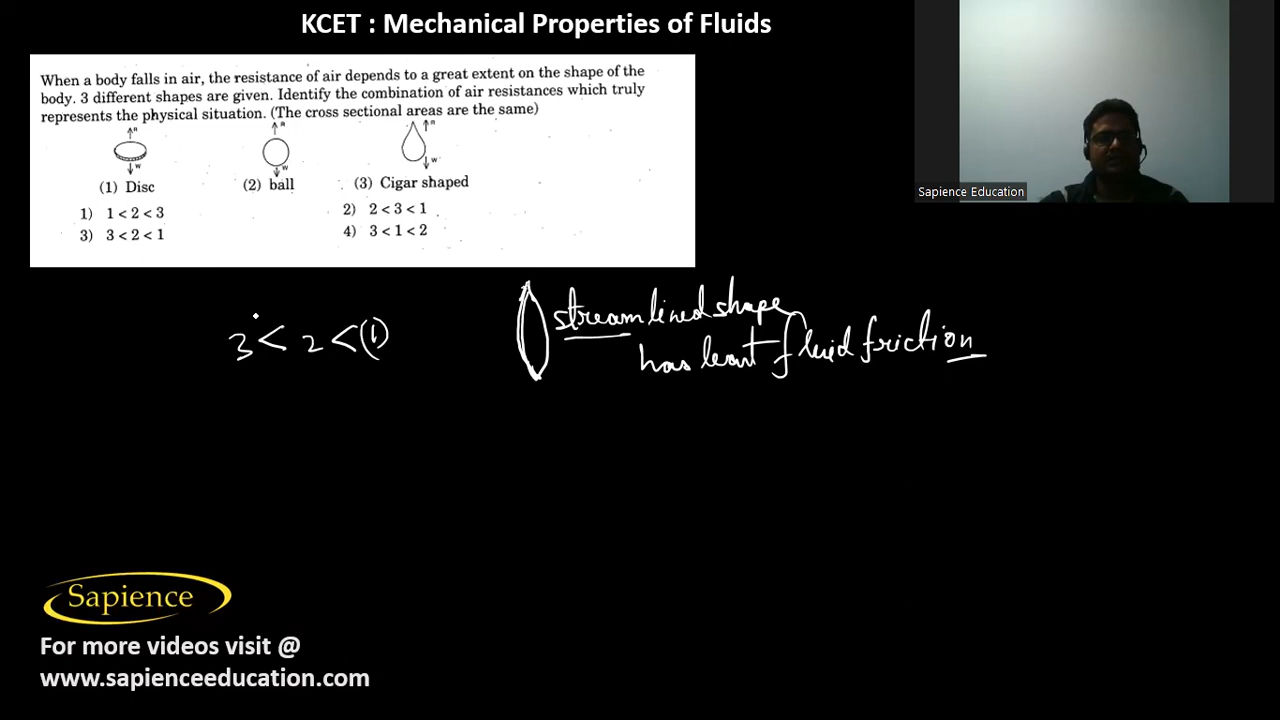 KCET : Mechanical Properties of Fluids
When a body falls in air, the resistance of air depends to a great extent on the shape of the
body. 3 different shapes are given. Identify the combination of air resistances which truly
represents the physical situation. (The cross sectional areas are the same)
R R R
W W W
(1) Disc (2) ball (3) Cigar shaped
1) 1 < 2 < 3 2) 2 < 3 < 1
3) 3 < 2 < 1 4) 3 < 1 < 2
Sapience Education
3 < 2 < (1)
streamlined shape
has least fluid friction
Sapience
For more videos visit @
www.sapienceeducation.com